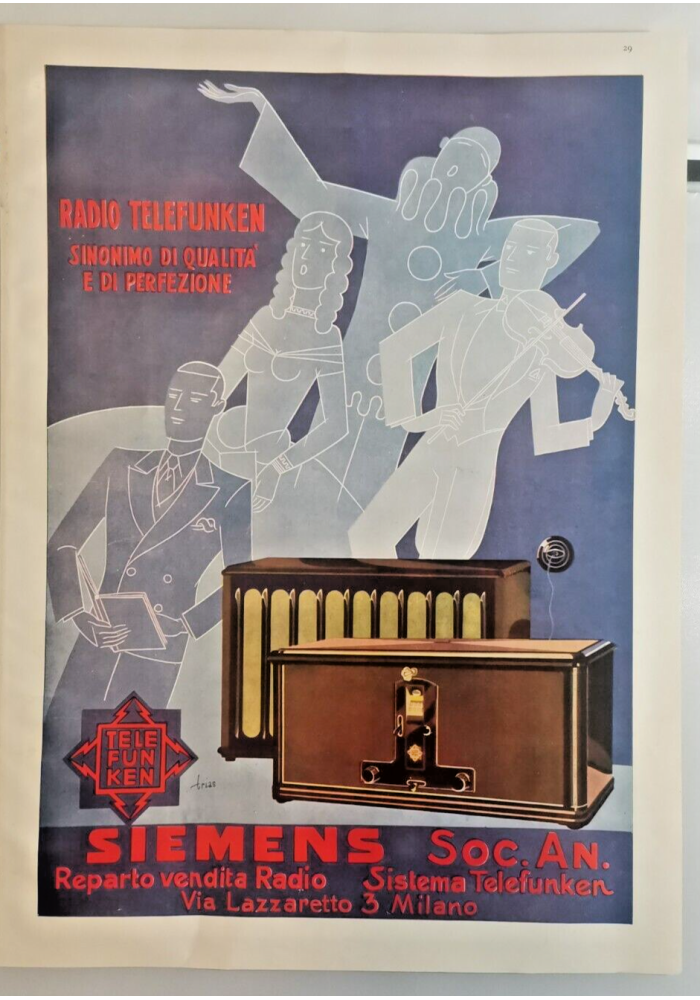 29
RADIO TELEFUNKEN
SINONIMO DI QUALITA'
E DI PERFEZIONE
TELE
FUN
KEN
SIEMENS Soc. An.
Reparto vendita Radio Sistema Telefunken
Via Lazzaretto 3 Milano